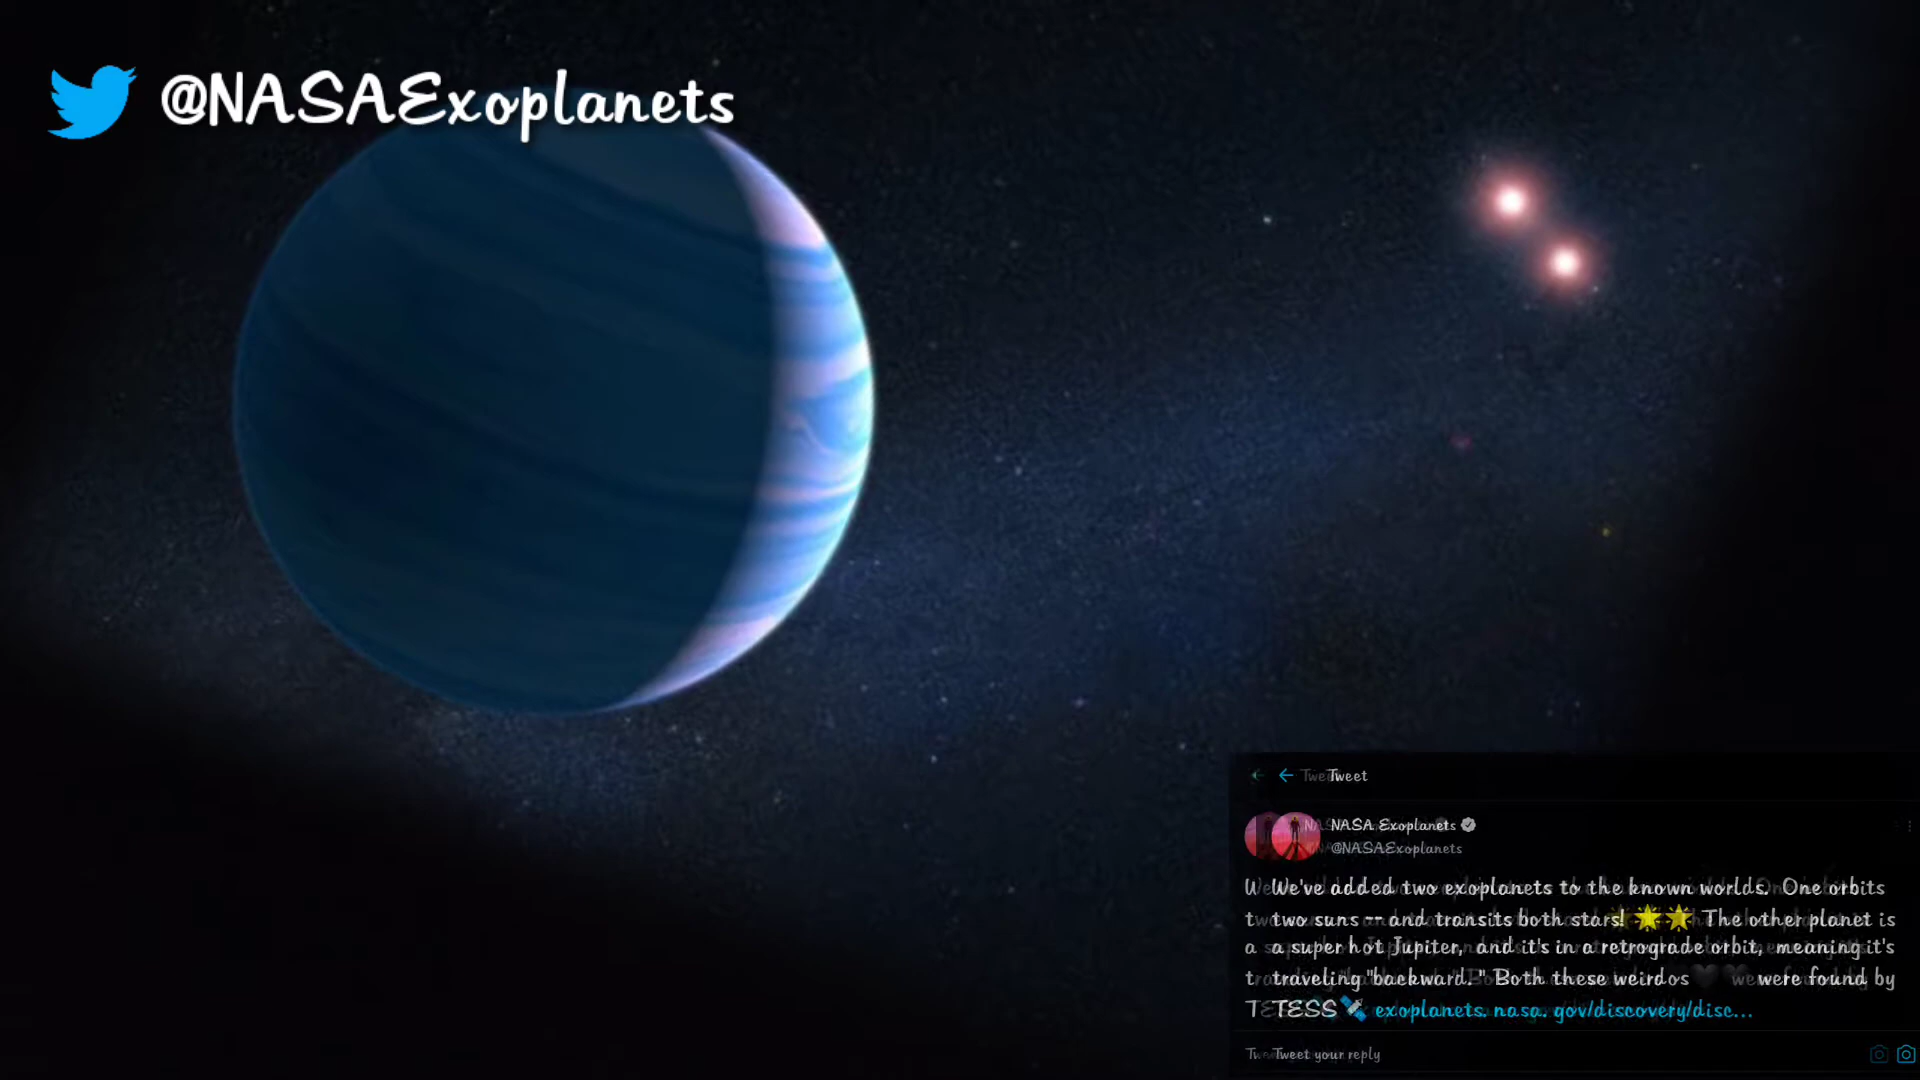 @NASAExoplanets
Tweet
NASA Exoplanets
@NASAExoplanets
We've added two exoplanets to the known worlds. One orbits
two suns -- and transits both stars! 🌟🌟 The other planet is
a super hot Jupiter, and it's in a retrograde orbit, meaning it's
traveling "backward." Both these weirdos 🖤 were found by
TESS🛰 exoplanets.nasa.gov/discovery/disc...
Tweet your reply